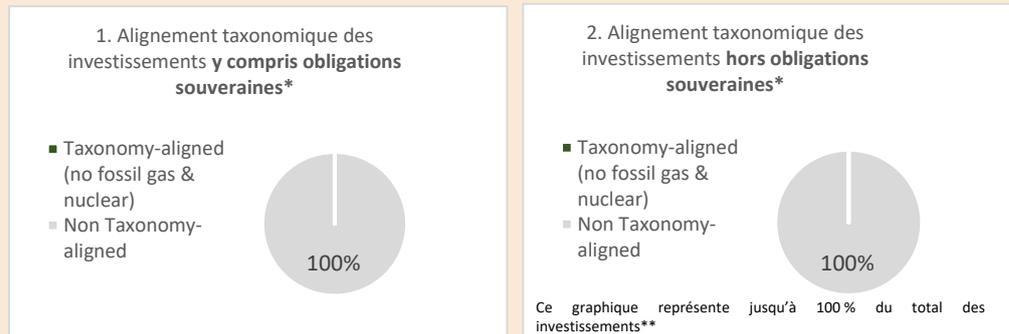 1. Alignement taxonomique des
investissements y compris obligations
souveraines*
Taxonomy-aligned
(no fossil gas &
nuclear)
Non Taxonomy-
aligned
100%
2. Alignement taxonomique des
investissements hors obligations
souveraines*
Taxonomy-aligned
(no fossil gas &
nuclear)
Non Taxonomy-
aligned
100%
Ce graphique représente jusqu'à 100 % du total des
investissements**